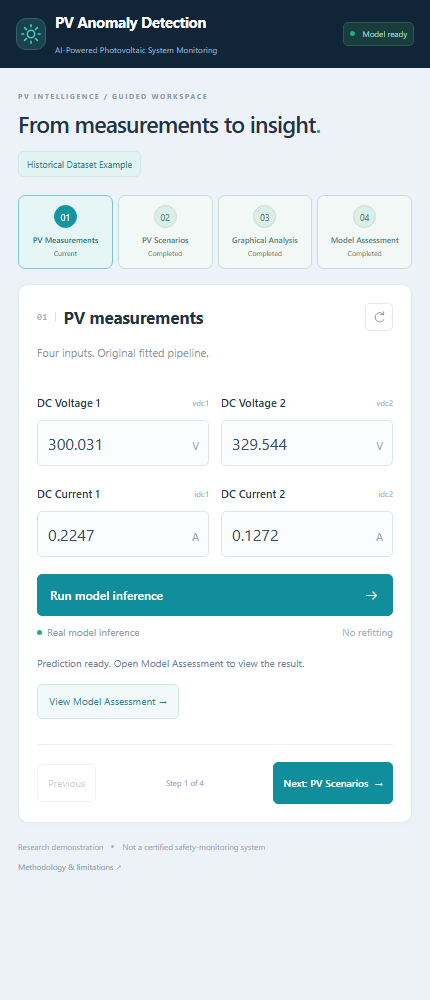 PV Anomaly Detection
AI-Powered Photovoltaic System Monitoring
Model ready
PV INTELLIGENCE / GUIDED WORKSPACE
From measurements to insight.
Historical Dataset Example
01 02 03 04
PV Measurements PV Scenarios Graphical Analysis Model Assessment
Current Completed Completed Completed
01 PV measurements
Four inputs. Original fitted pipeline.
DC Voltage 1 vdc1 DC Voltage 2 vdc2
300.031 V 329.544 V
DC Current 1 idc1 DC Current 2 idc2
0.2247 A 0.1272 A
Run model inference →
Real model inference No refitting
Prediction ready. Open Model Assessment to view the result.
View Model Assessment →
Previous Step 1 of 4 Next: PV Scenarios →
Research demonstration • Not a certified safety-monitoring system
Methodology & limitations ↗